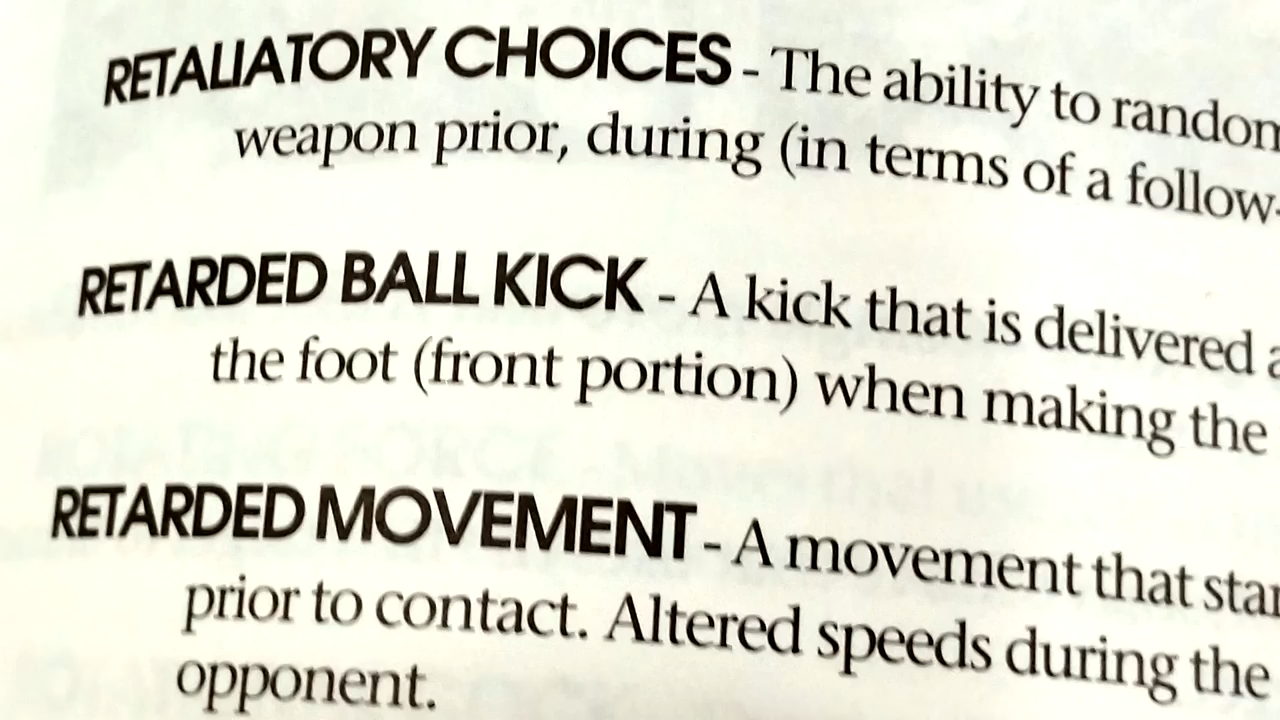 RETALIATORY CHOICES - The ability to random
weapon prior, during (in terms of a follow-
RETARDED BALL KICK - A kick that is delivered a
the foot (front portion) when making the
RETARDED MOVEMENT - A movement that star
prior to contact. Altered speeds during the
opponent.